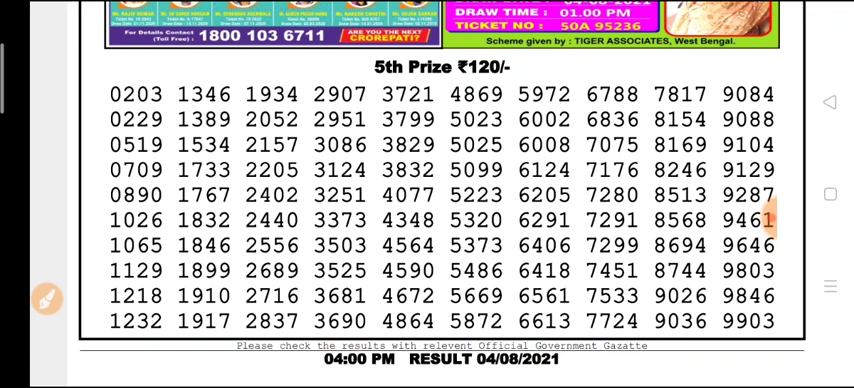 DRAW TIME : 01.00 PM
TICKET NO : 50A 95236
For Details Contact
(Toll Free) : 1800 103 6711
ARE YOU THE NEXT
CROREPATI?
Scheme given by : TIGER ASSOCIATES, West Bengal.
5th Prize ₹120/-
0203 1346 1934 2907 3721 4869 5972 6788 7817 9084
0229 1389 2052 2951 3799 5023 6002 6836 8154 9088
0519 1534 2157 3086 3829 5025 6008 7075 8169 9104
0709 1733 2205 3124 3832 5099 6124 7176 8246 9129
0890 1767 2402 3251 4077 5223 6205 7280 8513 9287
1026 1832 2440 3373 4348 5320 6291 7291 8568 9461
1065 1846 2556 3503 4564 5373 6406 7299 8694 9646
1129 1899 2689 3525 4590 5486 6418 7451 8744 9803
1218 1910 2716 3681 4672 5669 6561 7533 9026 9846
1232 1917 2837 3690 4864 5872 6613 7724 9036 9903
Please check the results with relevent Official Government Gazatte
04:00 PM RESULT 04/08/2021